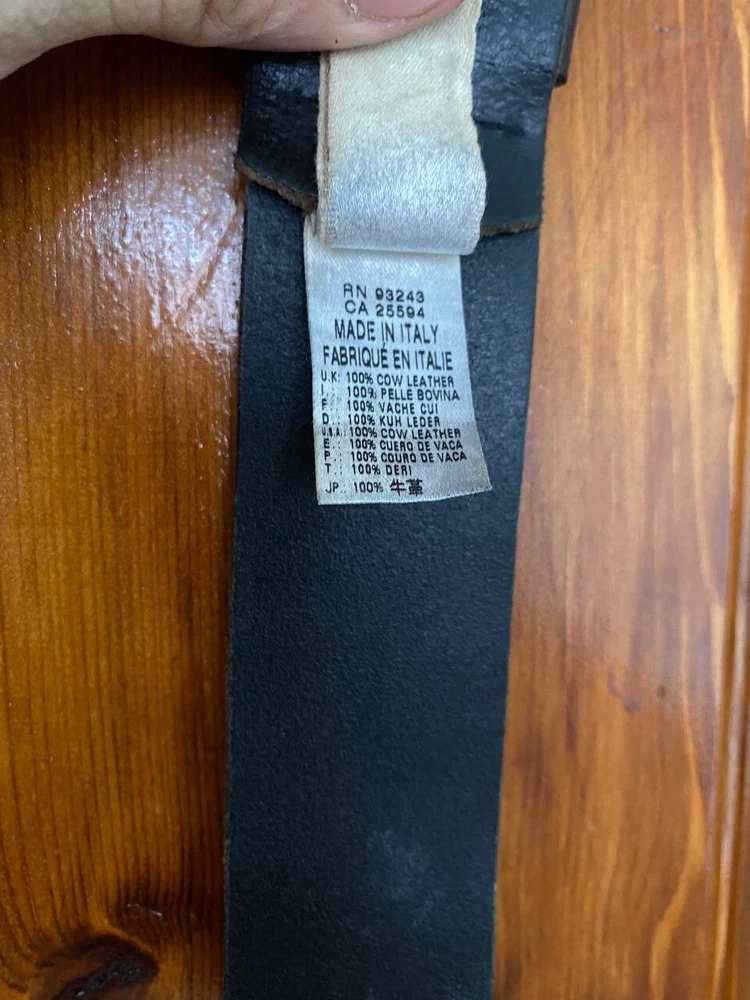 RN 93243
CA 25594
MADE IN ITALY
FABRIQUÉ EN ITALIE
U.K: 100% COW LEATHER
I .: 100% PELLE BOVINA
F.: 100% VACHE CUI
D.: 100% KUH LEDER
U.S.A.: 100% COW LEATHER
E.: 100% CUERO DE VACA
P.: 100% COURO DE VACA
T.: 100% DERI
JP.: 100% 牛革